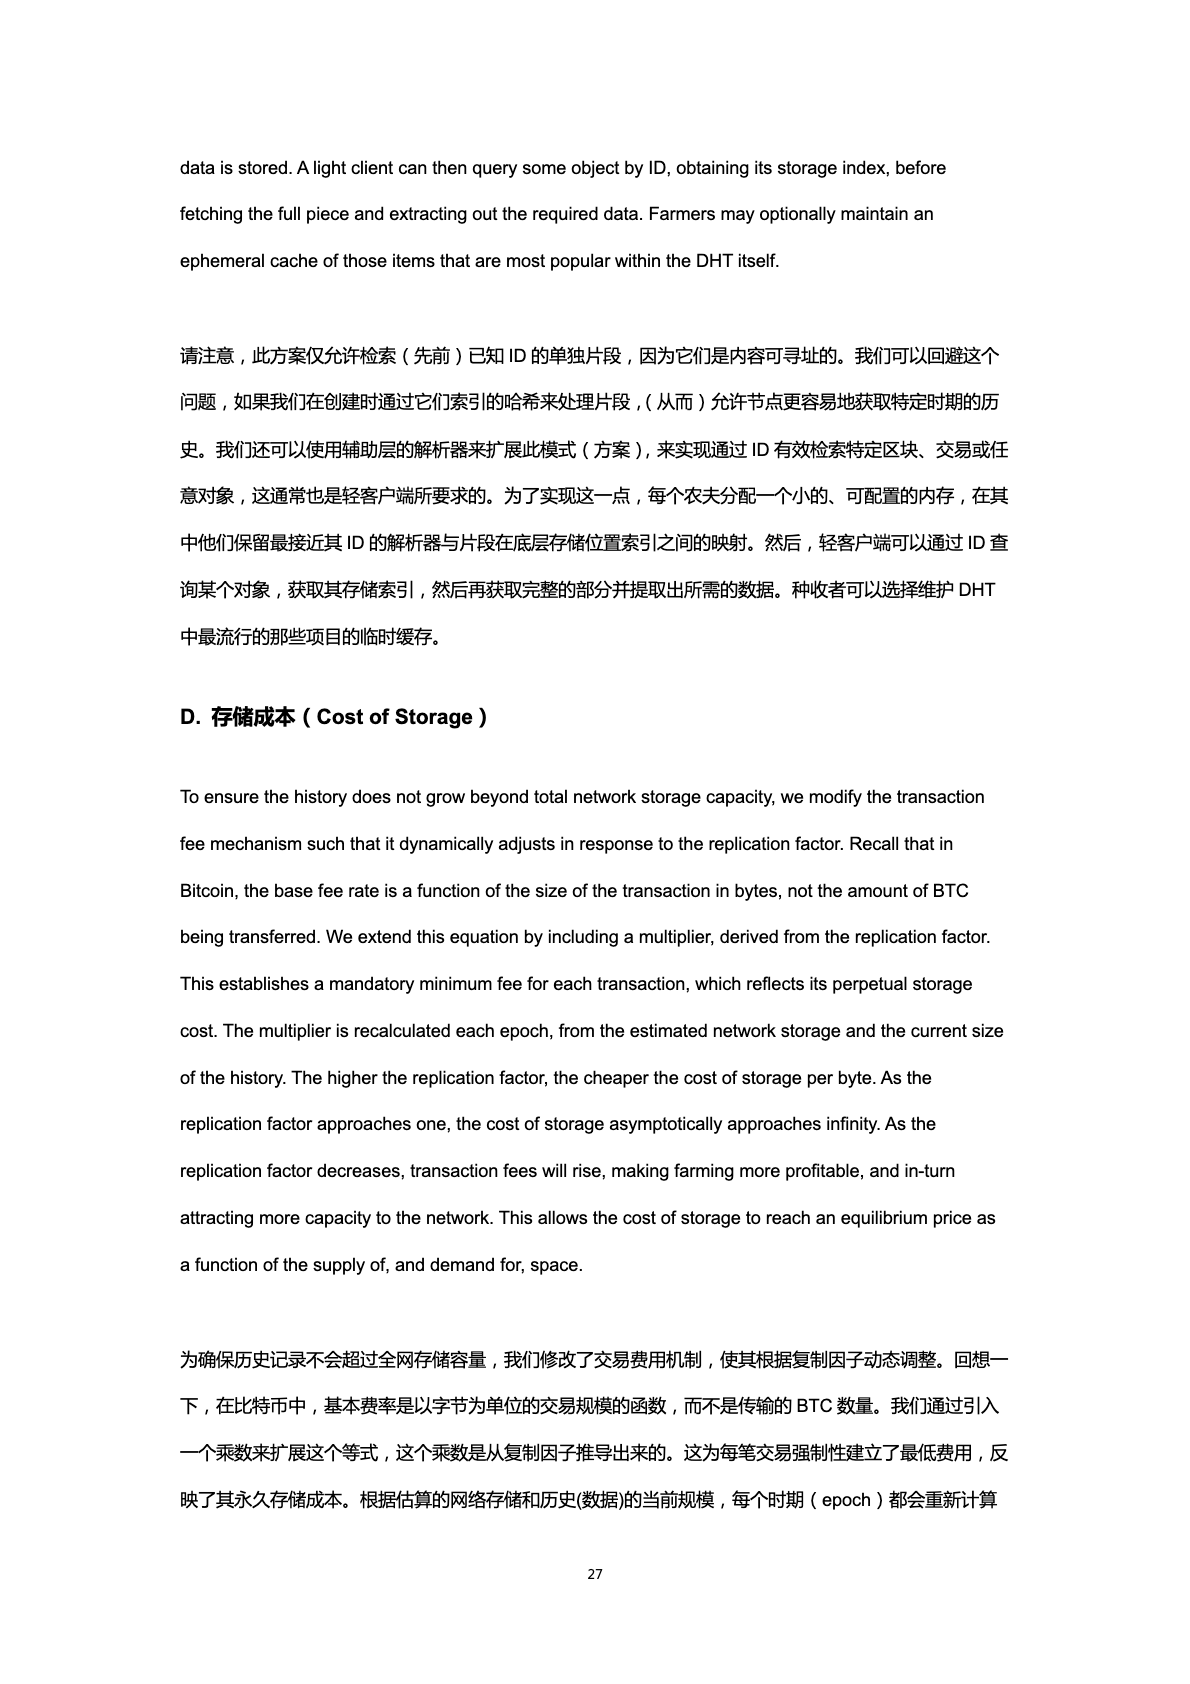 data is stored. A light client can then query some object by ID, obtaining its storage index, before
fetching the full piece and extracting out the required data. Farmers may optionally maintain an
ephemeral cache of those items that are most popular within the DHT itself.
请注意，此方案仅允许检索（先前）已知 ID 的单独片段，因为它们是内容可寻址的。我们可以回避这个
问题，如果我们在创建时通过它们索引的哈希来处理片段，（从而）允许节点更容易地获取特定时期的历
史。我们还可以使用辅助层的解析器来扩展此模式（方案），来实现通过 ID 有效检索特定区块、交易或任
意对象，这通常也是轻客户端所要求的。为了实现这一点，每个农夫分配一个小的、可配置的内存，在其
中他们保留最接近其 ID 的解析器与片段在底层存储位置索引之间的映射。然后，轻客户端可以通过 ID 查
询某个对象，获取其存储索引，然后再获取完整的部分并提取出所需的数据。种收者可以选择维护 DHT
中最流行的那些项目的临时缓存。
D. 存储成本（Cost of Storage）
To ensure the history does not grow beyond total network storage capacity, we modify the transaction
fee mechanism such that it dynamically adjusts in response to the replication factor. Recall that in
Bitcoin, the base fee rate is a function of the size of the transaction in bytes, not the amount of BTC
being transferred. We extend this equation by including a multiplier, derived from the replication factor.
This establishes a mandatory minimum fee for each transaction, which reflects its perpetual storage
cost. The multiplier is recalculated each epoch, from the estimated network storage and the current size
of the history. The higher the replication factor, the cheaper the cost of storage per byte. As the
replication factor approaches one, the cost of storage asymptotically approaches infinity. As the
replication factor decreases, transaction fees will rise, making farming more profitable, and in-turn
attracting more capacity to the network. This allows the cost of storage to reach an equilibrium price as
a function of the supply of, and demand for, space.
为确保历史记录不会超过全网存储容量，我们修改了交易费用机制，使其根据复制因子动态调整。回想一
下，在比特币中，基本费率是以字节为单位的交易规模的函数，而不是传输的 BTC 数量。我们通过引入
一个乘数来扩展这个等式，这个乘数是从复制因子推导出来的。这为每笔交易强制性建立了最低费用，反
映了其永久存储成本。根据估算的网络存储和历史(数据)的当前规模，每个时期（epoch）都会重新计算
27